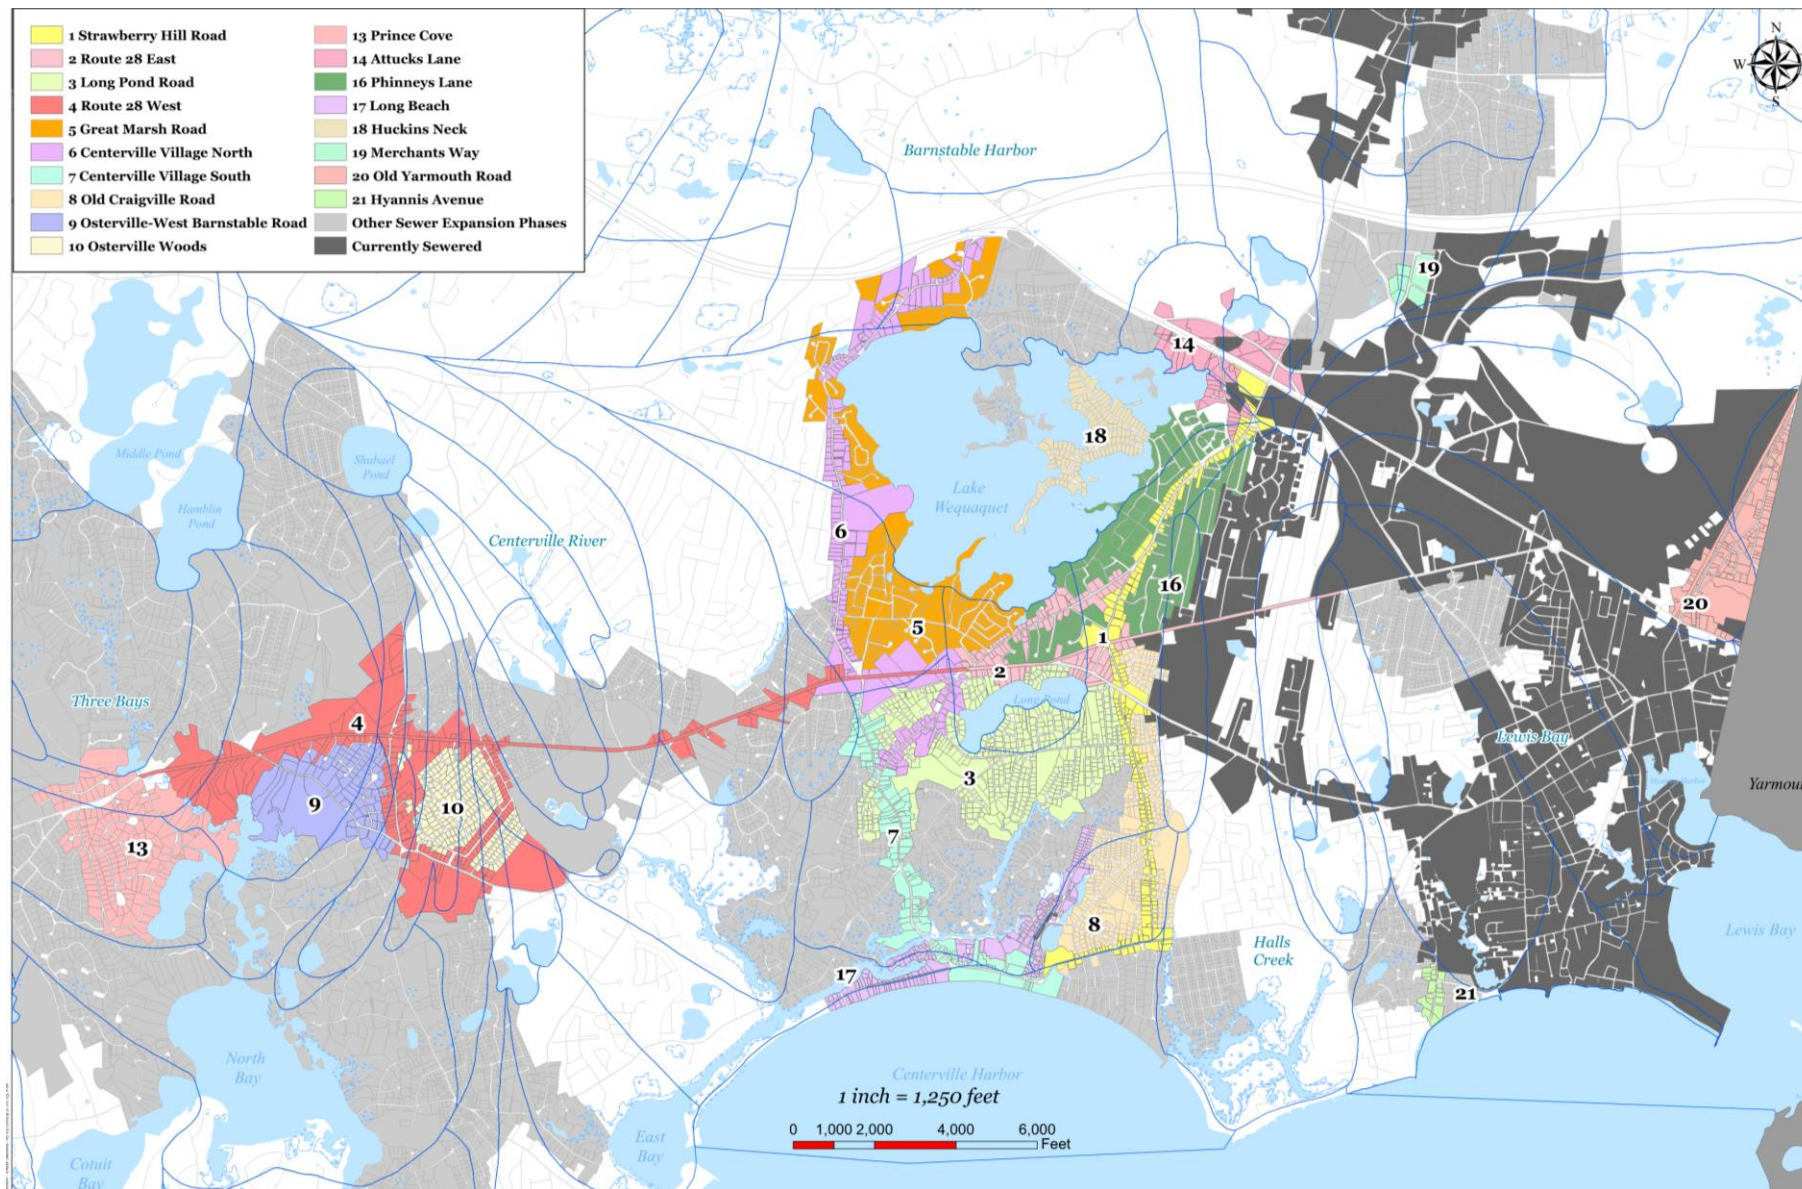 1 Strawberry Hill Road
2 Route 28 East
3 Long Pond Road
4 Route 28 West
5 Great Marsh Road
6 Centerville Village North
7 Centerville Village South
8 Old Craigville Road
9 Osterville-West Barnstable Road
10 Osterville Woods
13 Prince Cove
14 Attucks Lane
16 Phinneys Lane
17 Long Beach
18 Huckins Neck
19 Merchants Way
20 Old Yarmouth Road
21 Hyannis Avenue
Other Sewer Expansion Phases
Currently Sewered
N
W
S
Barnstable Harbor
19
14
18
Middle Pond
Shubael
Pond
Lake
Wequaquet
Hamblin
Pond
6
Centerville River
16
20
5
1
2
Three Bays
Long Pond
4
Lewis Bay
3
Yarmou
9
10
7
13
8
Lewis Bay
Halls
Creek
17
21
North
Bay
Centerville Harbor
1 inch = 1,250 feet
0 1,000 2,000 4,000 6,000
Feet
East
Bay
Cotuit
Bay